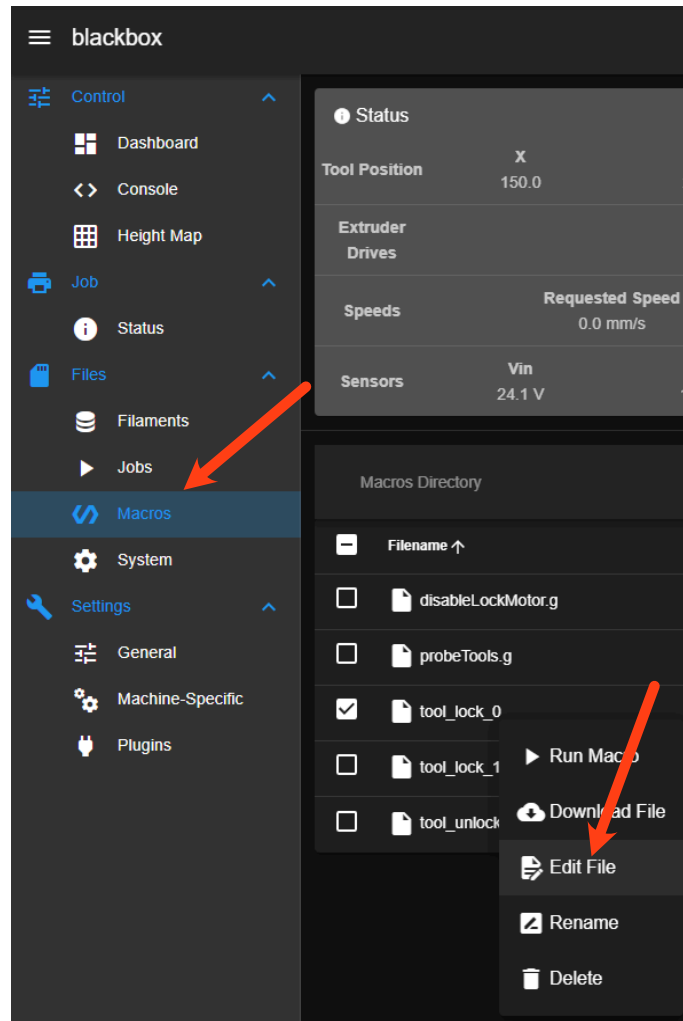 blackbox
Control
Dashboard
Console
Height Map
Job
Status
Files
Filaments
Jobs
Macros
System
Settings
General
Machine-Specific
Plugins
Status
Tool Position
X
150.0
Extruder
Drives
Speeds
Requested Speed
0.0 mm/s
Sensors
Vin
24.1 V
Macros Directory
Filename
disableLockMotor.g
probeTools.g
tool_lock_0
tool_lock_1
tool_unlock
Run Macro
Download File
Edit File
Rename
Delete